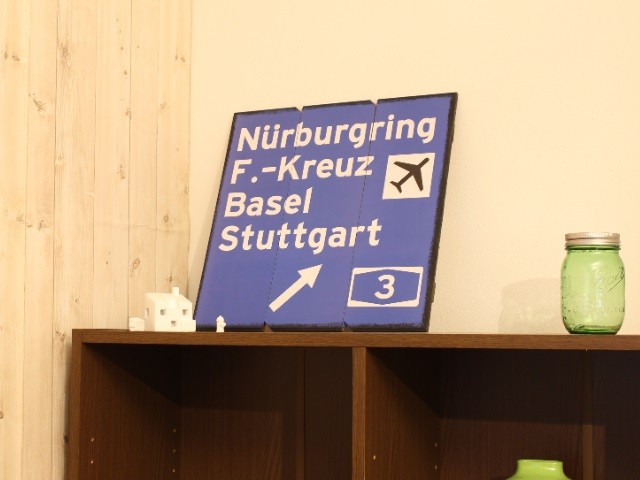 Nürburgring
F.-Kreuz
Basel
Stuttgart
3